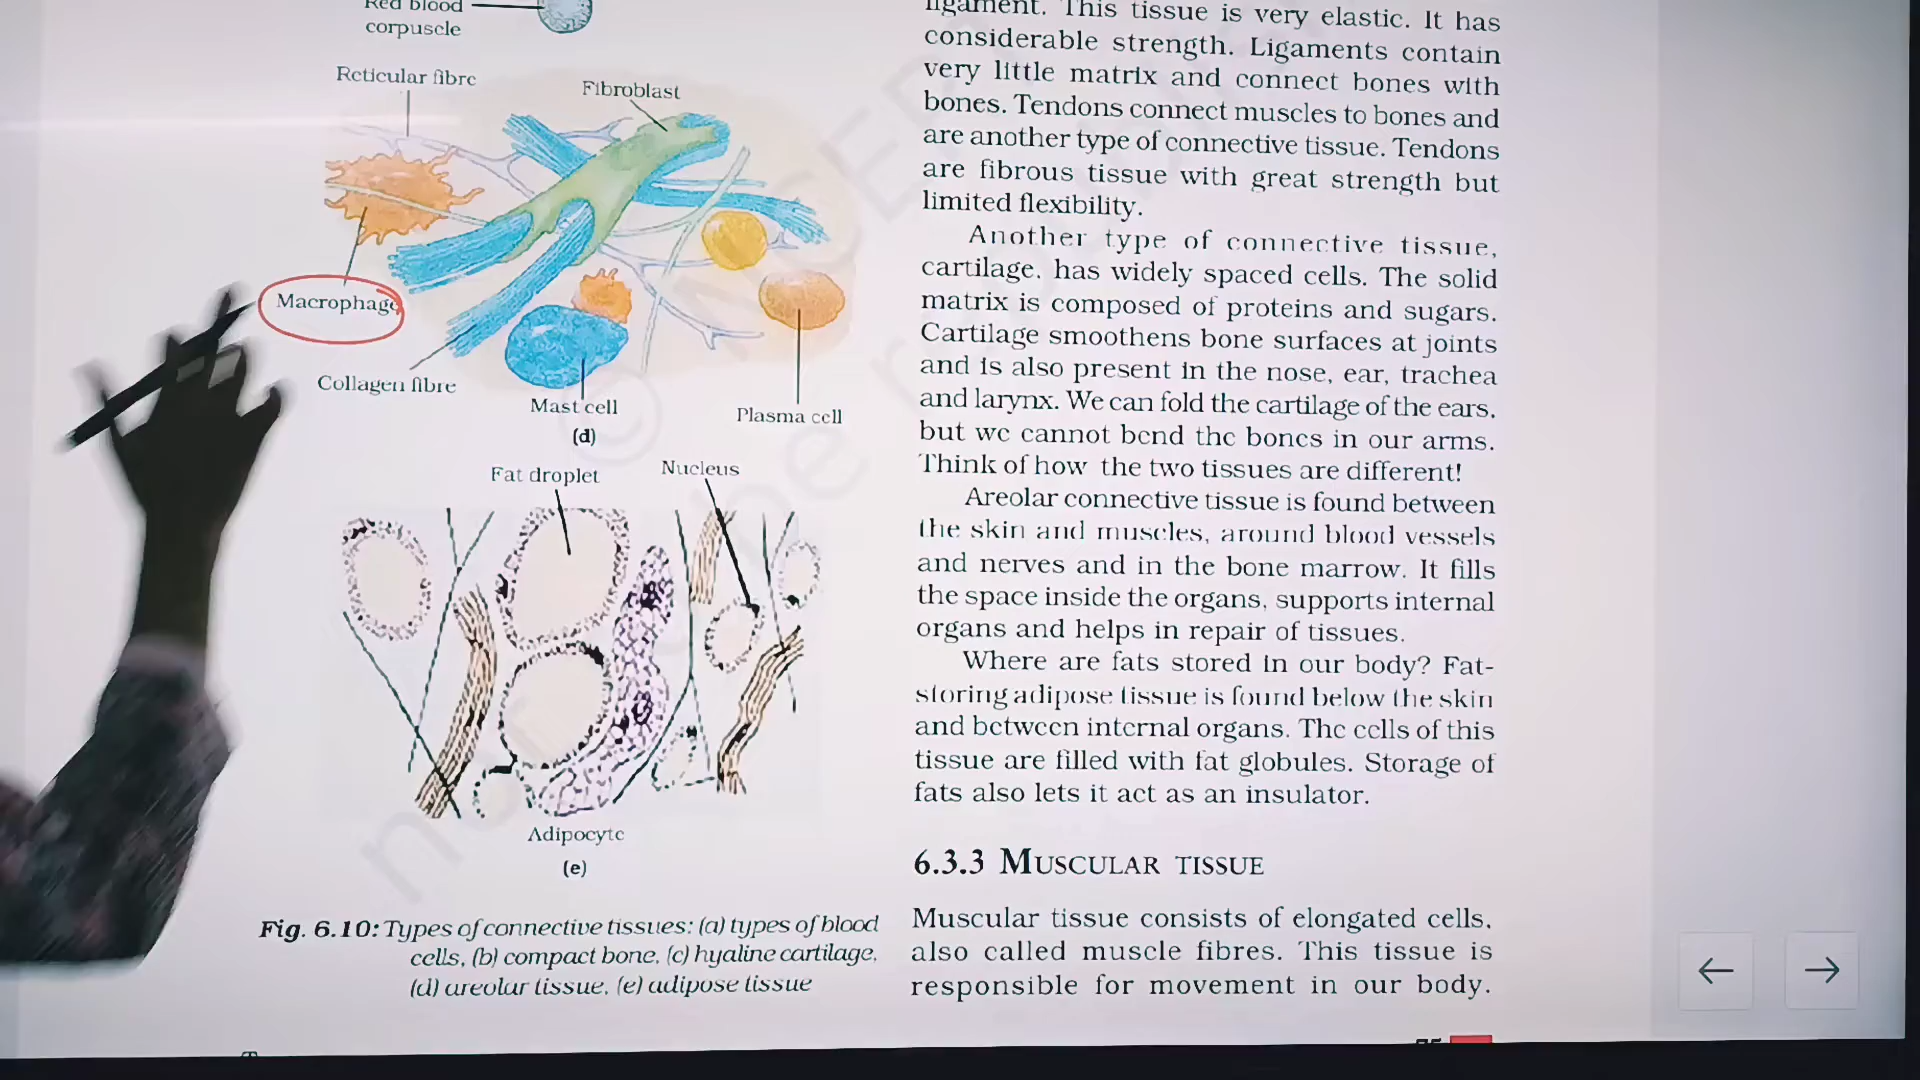 Red blood
corpuscle
Reticular fibre
Fibroblast
Macrophage
Collagen fibre
Mast cell
Plasma cell
(d)
Fat droplet
Nucleus
Adipocyte
(e)
Fig. 6.10: Types of connective tissues: (a) types of blood
cells, (b) compact bone, (c) hyaline cartilage,
(d) areolar tissue, (e) adipose tissue
ligament. This tissue is very elastic. It has
considerable strength. Ligaments contain
very little matrix and connect bones with
bones. Tendons connect muscles to bones and
are another type of connective tissue. Tendons
are fibrous tissue with great strength but
limited flexibility.
Another type of connective tissue,
cartilage, has widely spaced cells. The solid
matrix is composed of proteins and sugars.
Cartilage smoothens bone surfaces at joints
and is also present in the nose, ear, trachea
and larynx. We can fold the cartilage of the ears,
but we cannot bend the bones in our arms.
Think of how the two tissues are different!
Areolar connective tissue is found between
the skin and muscles, around blood vessels
and nerves and in the bone marrow. It fills
the space inside the organs, supports internal
organs and helps in repair of tissues.
Where are fats stored in our body? Fat-
storing adipose tissue is found below the skin
and between internal organs. The cells of this
tissue are filled with fat globules. Storage of
fats also lets it act as an insulator.
6.3.3 MUSCULAR TISSUE
Muscular tissue consists of elongated cells,
also called muscle fibres. This tissue is
responsible for movement in our body.